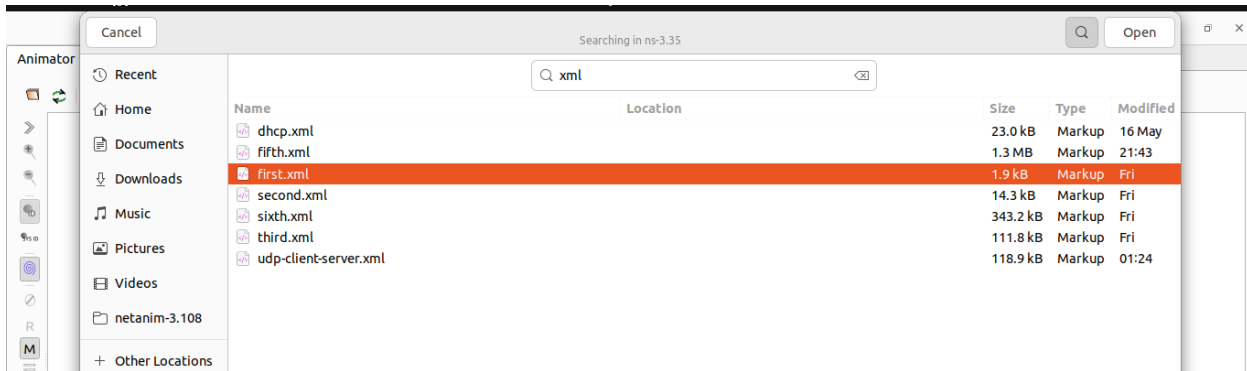 Cancel
Searching in ns-3.35
Open
Animator
Recent
xml
Home
Name Location Size Type Modified
Documents
dhcp.xml 23.0 kB Markup 16 May
fifth.xml 1.3 MB Markup 21:43
Downloads
first.xml 1.9 kB Markup Fri
second.xml 14.3 kB Markup Fri
Music
sixth.xml 343.2 kB Markup Fri
third.xml 111.8 kB Markup Fri
Pictures
udp-client-server.xml 118.9 kB Markup 01:24
Videos
netanim-3.108
R
M
Other Locations